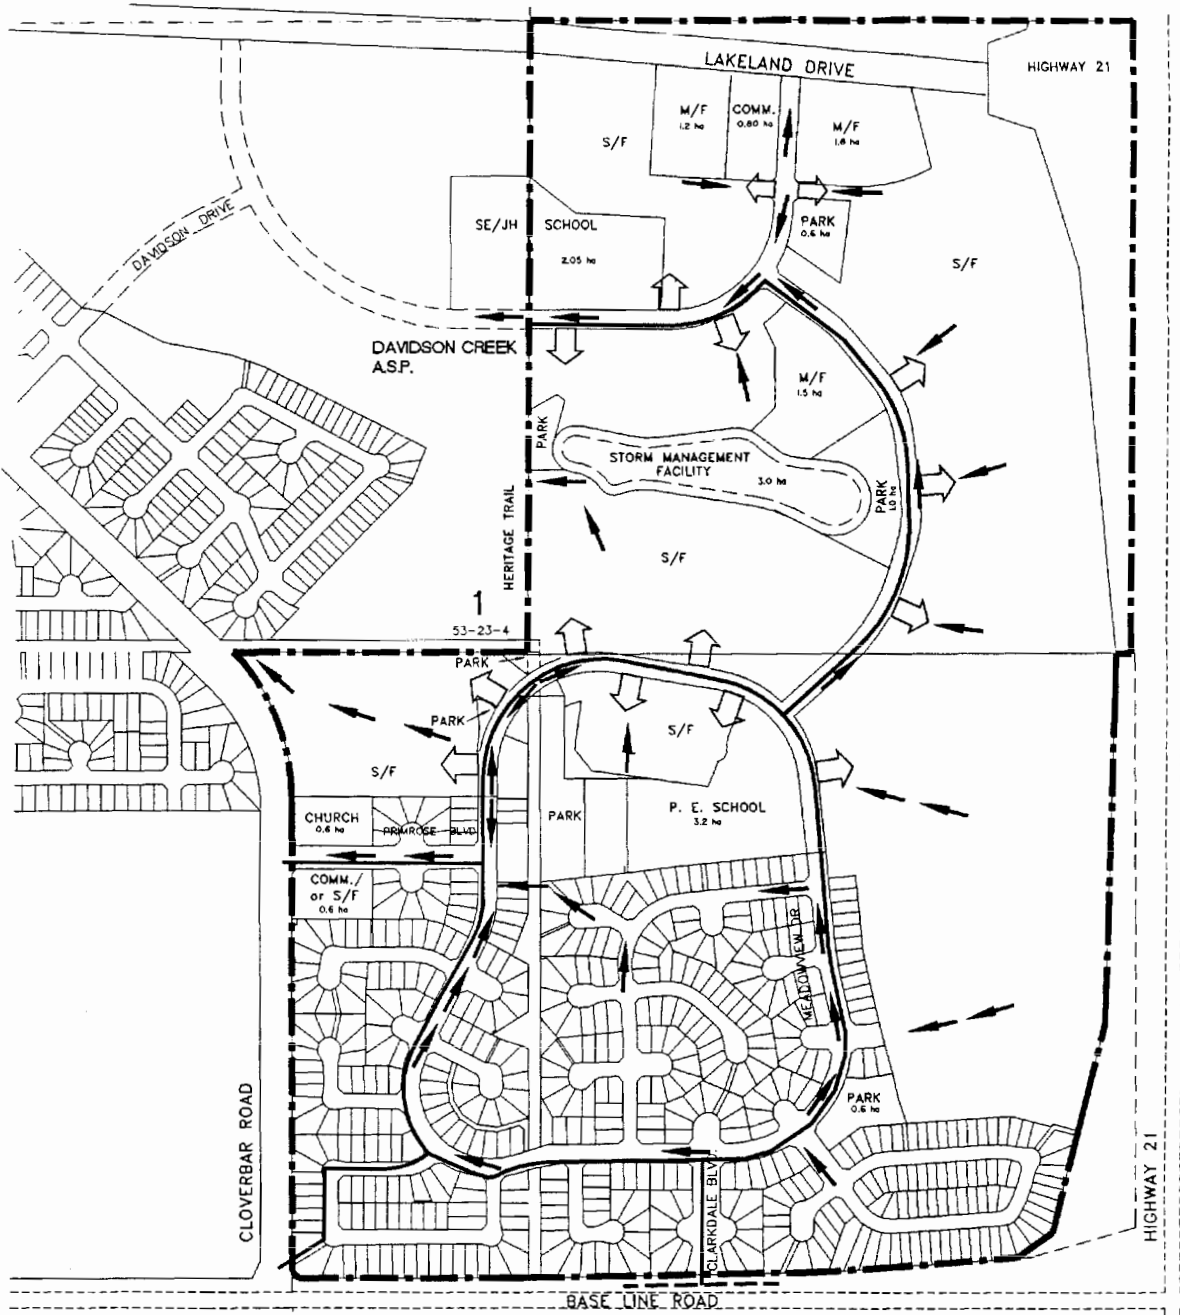 LAKELAND DRIVE
HIGHWAY 21
M/F
1.2 ha
COMM.
0.80 ha
M/F
1.8 ha
S/F
DAVIDSON DRIVE
SE/JH SCHOOL
2.05 ha
PARK
0.6 ha
S/F
DAVIDSON CREEK
A.S.P.
M/F
1.5 ha
PARK
STORM MANAGEMENT
FACILITY
3.0 ha
PARK
1.0 ha
HERITAGE TRAIL
S/F
1
53-23-4
PARK
PARK
S/F
S/F
CHURCH
0.6 ha
PRIMROSE BLVD.
PARK
P. E. SCHOOL
3.2 ha
COMM./
or S/F
0.6 ha
MEADOWVIEW DR
PARK
0.6 ha
CLOVERBAR ROAD
CLARKDALE BLVD.
HIGHWAY 21
BASE LINE ROAD